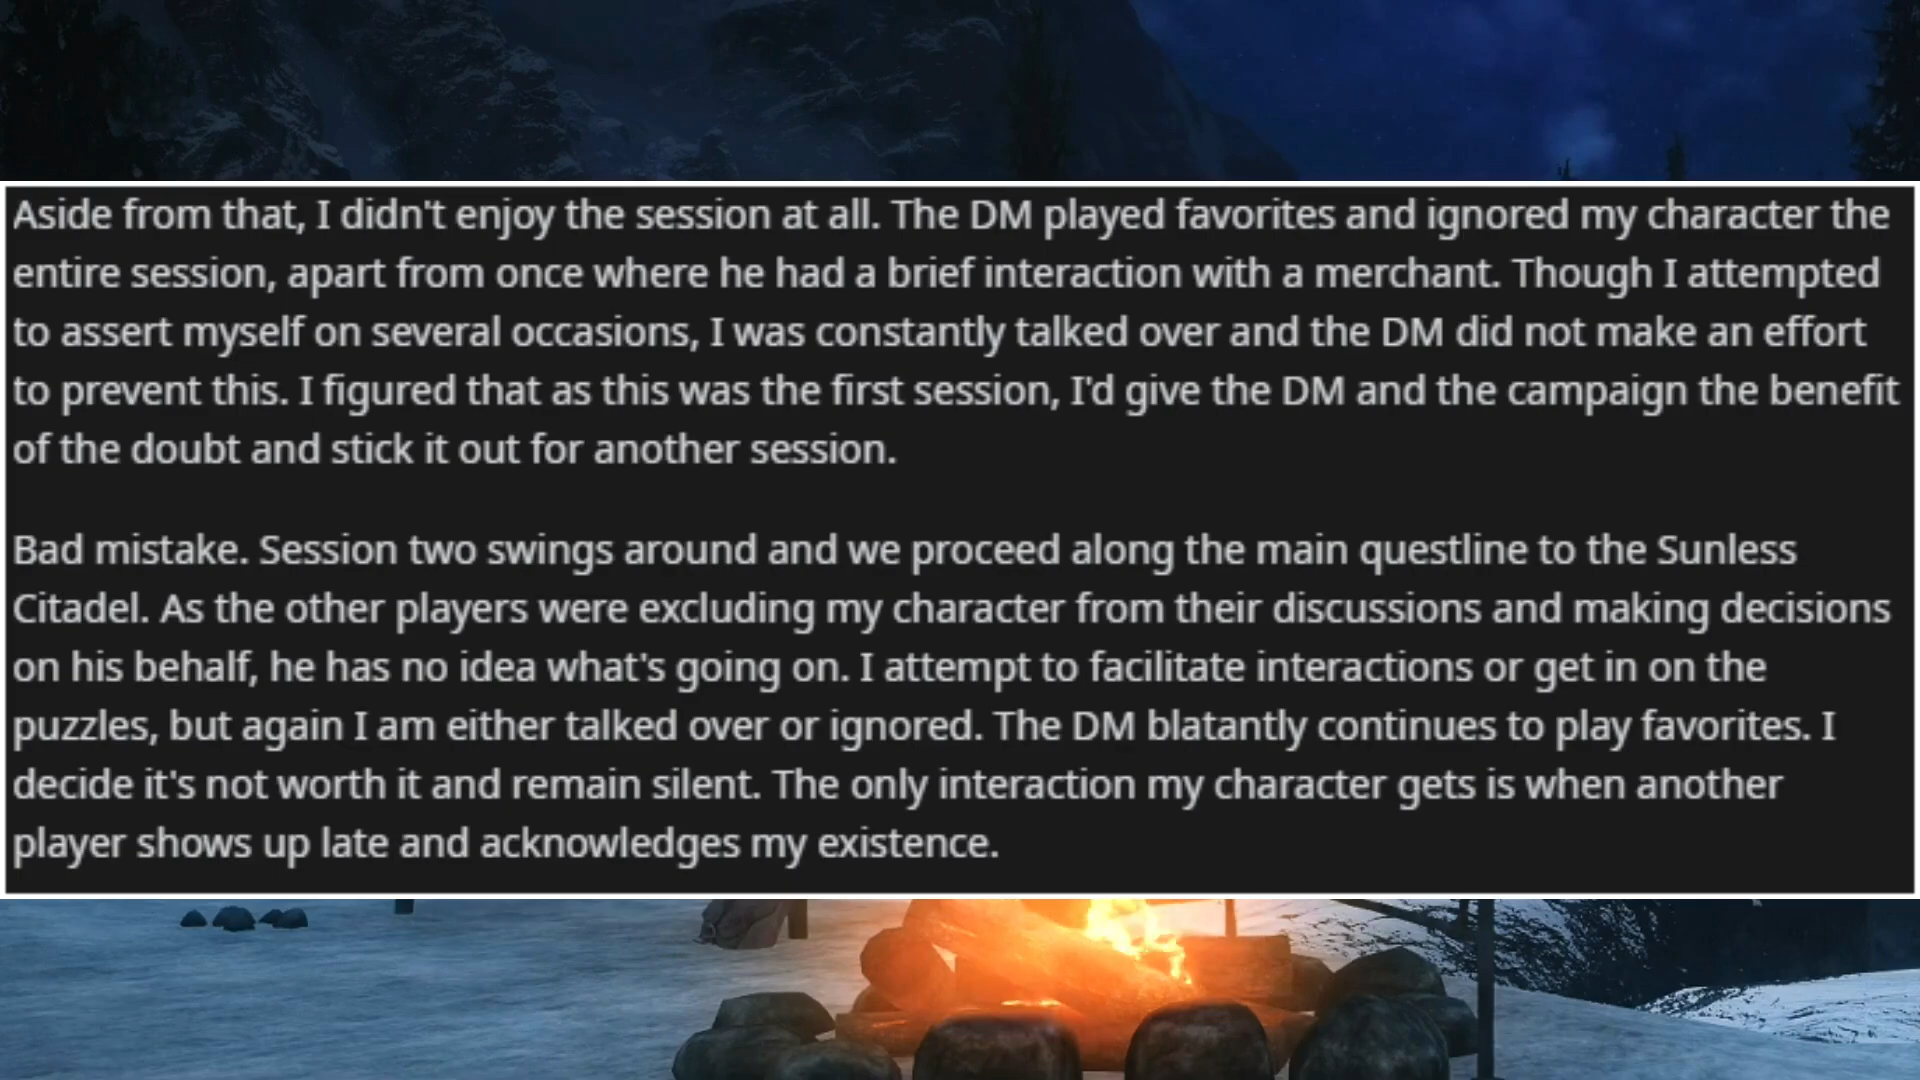 Aside from that, I didn't enjoy the session at all. The DM played favorites and ignored my character the
entire session, apart from once where he had a brief interaction with a merchant. Though I attempted
to assert myself on several occasions, I was constantly talked over and the DM did not make an effort
to prevent this. I figured that as this was the first session, I'd give the DM and the campaign the benefit
of the doubt and stick it out for another session.
Bad mistake. Session two swings around and we proceed along the main questline to the Sunless
Citadel. As the other players were excluding my character from their discussions and making decisions
on his behalf, he has no idea what's going on. I attempt to facilitate interactions or get in on the
puzzles, but again I am either talked over or ignored. The DM blatantly continues to play favorites. I
decide it's not worth it and remain silent. The only interaction my character gets is when another
player shows up late and acknowledges my existence.